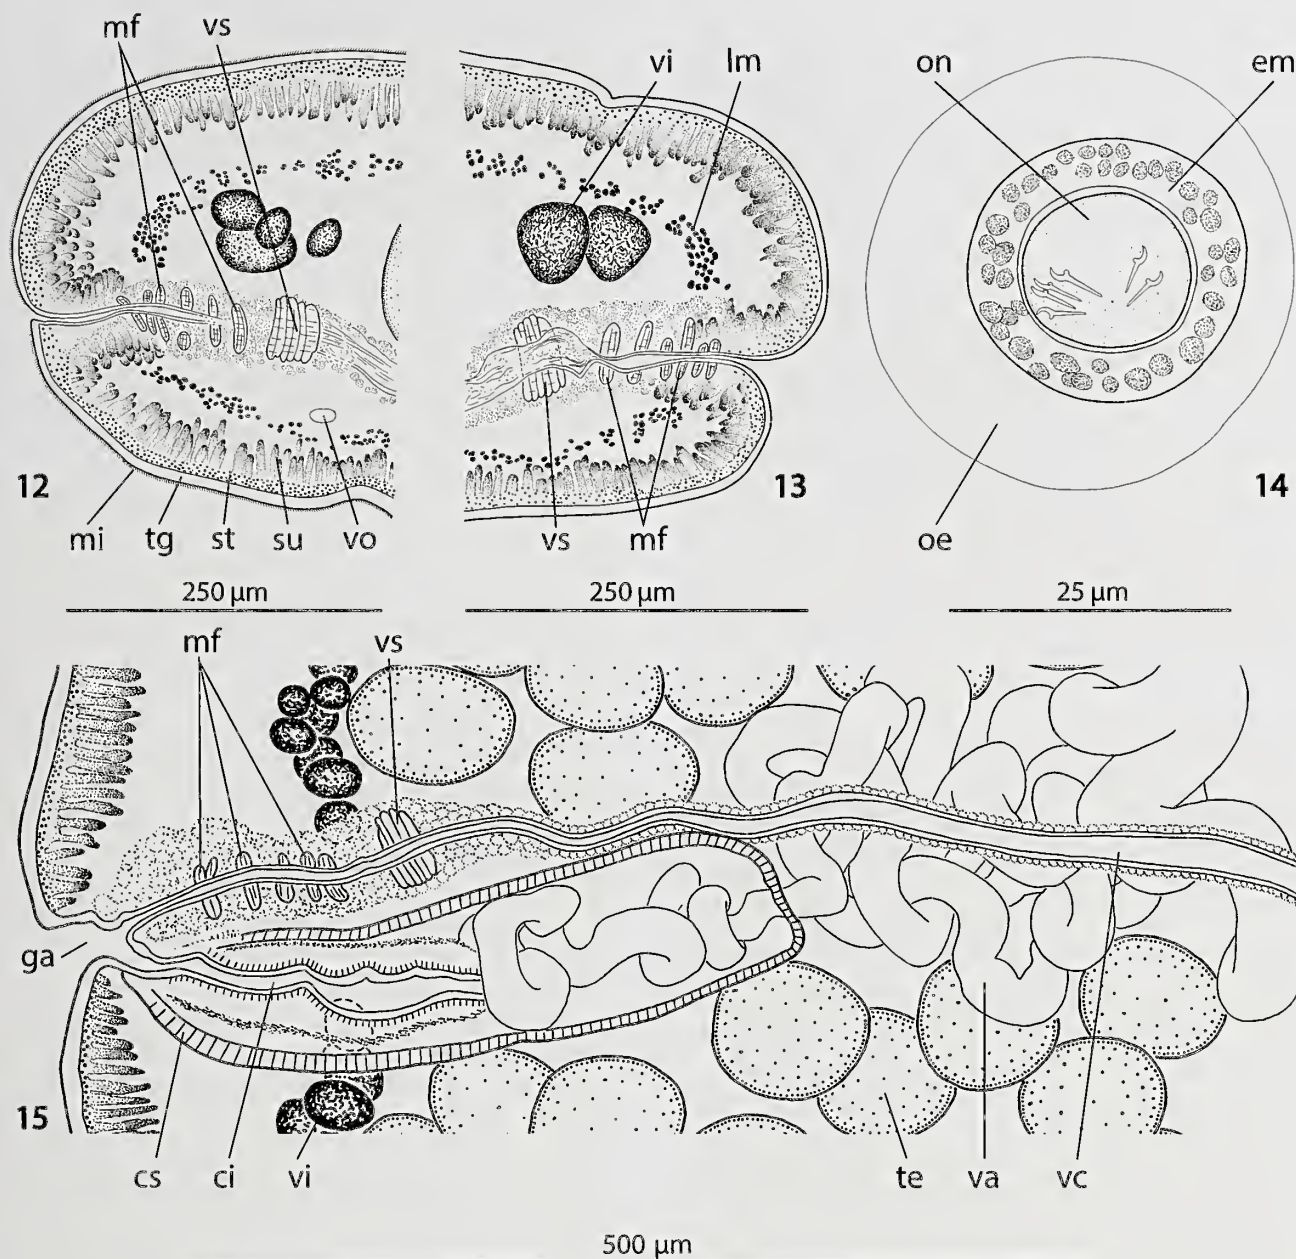 mf vs vi lm on em
12 13 14
mi tg st su vo vs mf oe
250 µm 250 µm 25 µm
mf vs
ga
15
cs ci vi te va vc
500 µm